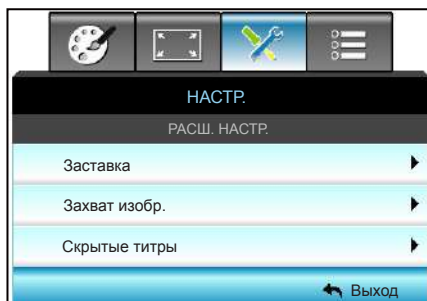 НАСТР.
РАСШ. НАСТР.
Заставка
Захват изобр.
Скрытые титры
Выход